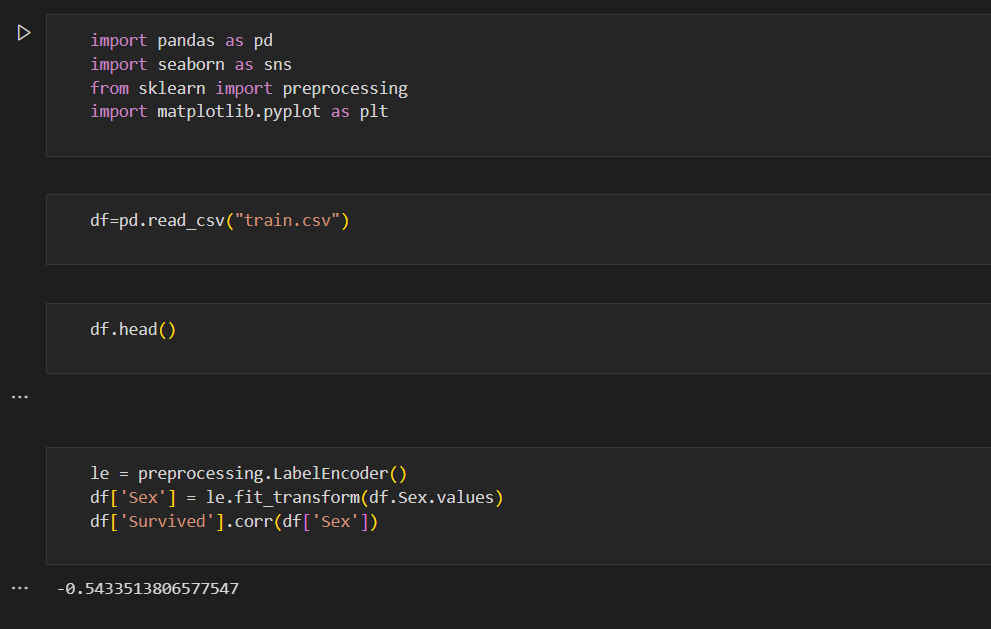 import pandas as pd
import seaborn as sns
from sklearn import preprocessing
import matplotlib.pyplot as plt
df=pd.read_csv("train.csv")
df.head()
...
le = preprocessing.LabelEncoder()
df['Sex'] = le.fit_transform(df.Sex.values)
df['Survived'].corr(df['Sex'])
... -0.5433513806577547